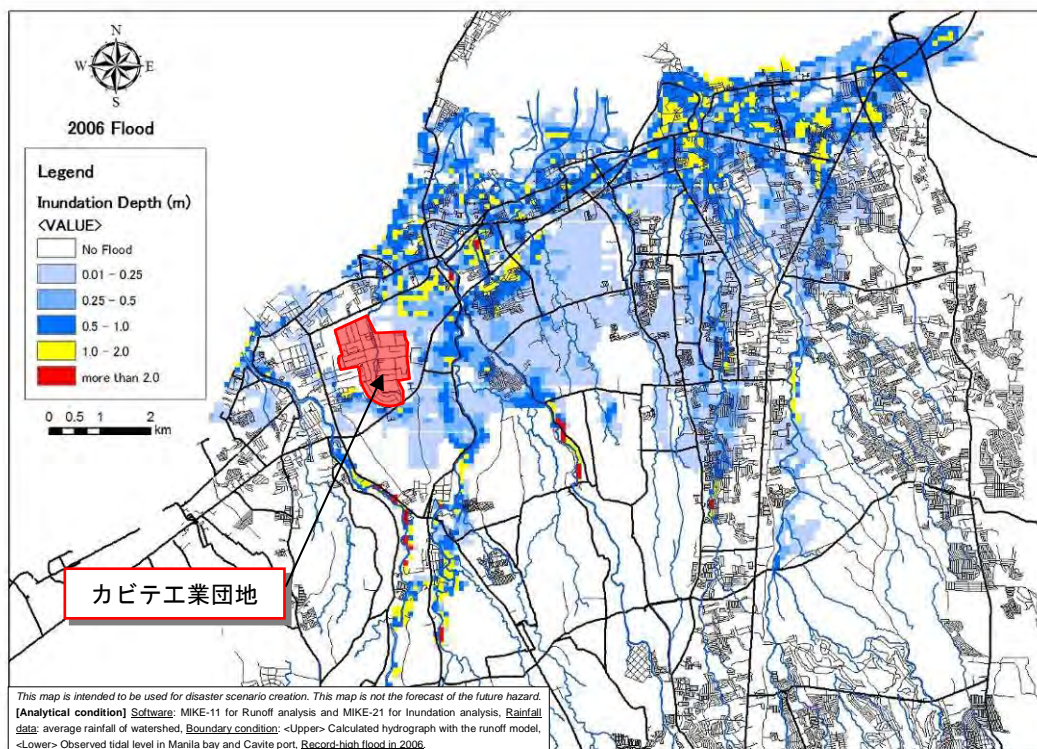 N
W E
S
2006 Flood
Legend
Inundation Depth (m)
<VALUE>
No Flood
0.01 - 0.25
0.25 - 0.5
0.5 - 1.0
1.0 - 2.0
more than 2.0
0 0.5 1 2
km
カビテ工業団地
This map is intended to be used for disaster scenario creation. This map is not the forecast of the future hazard.
[Analytical condition] Software: MIKE-11 for Runoff analysis and MIKE-21 for Inundation analysis, Rainfall
data: average rainfall of watershed, Boundary condition: <Upper> Calculated hydrograph with the runoff model,
<Lower> Observed tidal level in Manila bay and Cavite port, Record-high flood in 2006.